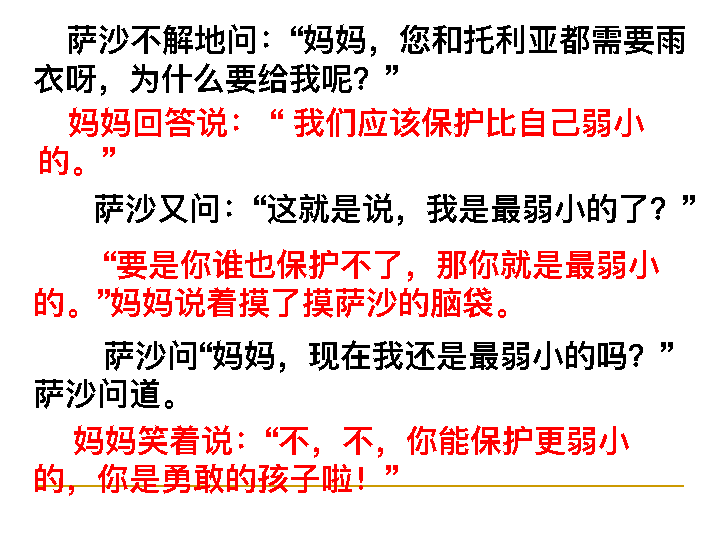 萨沙不解地问：“妈妈，您和托利亚都需要雨
衣呀，为什么要给我呢？”
妈妈回答说：“ 我们应该保护比自己弱小
的。”
萨沙又问：“这就是说，我是最弱小的了？”
“要是你谁也保护不了，那你就是最弱小
的。”妈妈说着摸了摸萨沙的脑袋。
萨沙问“妈妈，现在我还是最弱小的吗？”
萨沙问道。
妈妈笑着说：“不，不，你能保护更弱小
的，你是勇敢的孩子啦！”